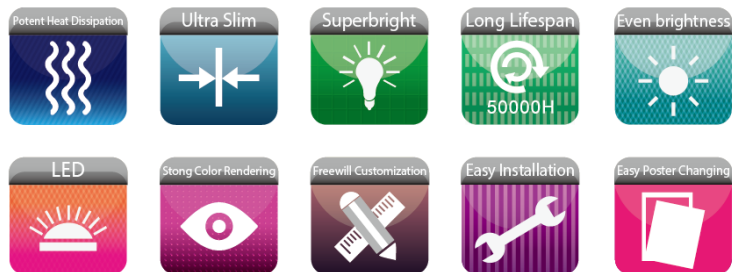 Potent Heat Dissipation
Ultra Slim
Superbright
Long Lifespan
50000H
Even brightness
LED
Stong Color Rendering
Freewill Customization
Easy Installation
Easy Poster Changing